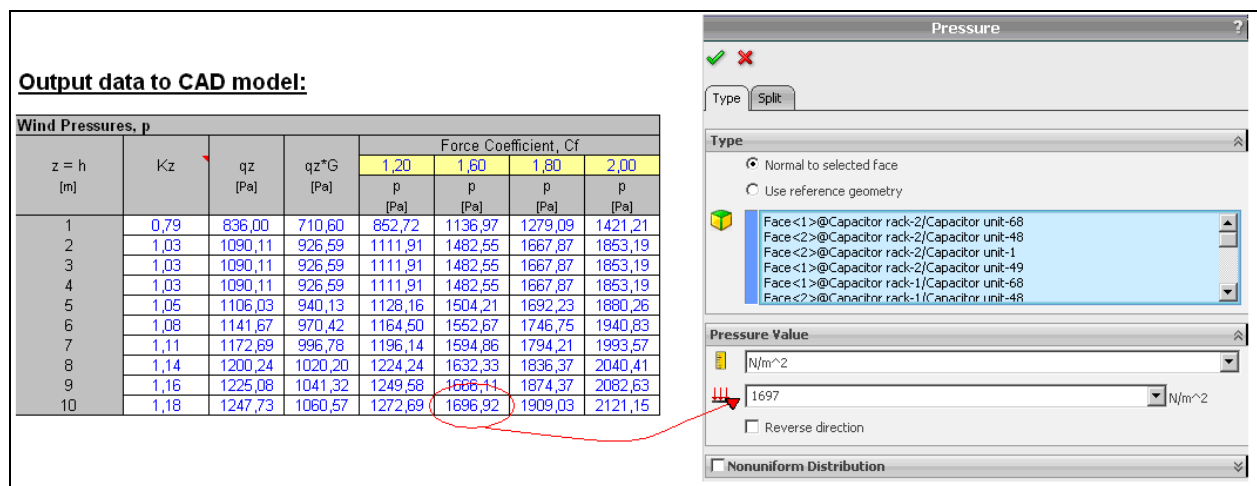 Output data to CAD model:
Wind Pressures, p
Force Coefficient, Cf
z = h Kz qz qz*G 1,20 1,60 1,80 2,00
[m] [Pa] [Pa] p p p p
[Pa] [Pa] [Pa] [Pa]
1 0,79 836,00 710,60 852,72 1136,97 1279,09 1421,21
2 1,03 1090,11 926,59 1111,91 1482,55 1667,87 1853,19
3 1,03 1090,11 926,59 1111,91 1482,55 1667,87 1853,19
4 1,03 1090,11 926,59 1111,91 1482,55 1667,87 1853,19
5 1,05 1106,03 940,13 1128,16 1504,21 1692,23 1880,26
6 1,08 1141,67 970,42 1164,50 1552,67 1746,75 1940,83
7 1,11 1172,69 996,78 1196,14 1594,86 1794,21 1993,57
8 1,14 1200,24 1020,20 1224,24 1632,33 1836,37 2040,41
9 1,16 1225,08 1041,32 1249,58 1666,11 1874,37 2082,63
10 1,18 1247,73 1060,57 1272,69 1696,92 1909,03 2121,15
Pressure ?
Type Split
Type
Normal to selected face
Use reference geometry
Face<1>@Capacitor rack-2/Capacitor unit-68
Face<2>@Capacitor rack-2/Capacitor unit-48
Face<2>@Capacitor rack-2/Capacitor unit-1
Face<1>@Capacitor rack-2/Capacitor unit-49
Face<1>@Capacitor rack-1/Capacitor unit-68
Face<2>@Capacitor rack-1/Capacitor unit-48
Pressure Value
N/m^2
1697 N/m^2
Reverse direction
Nonuniform Distribution